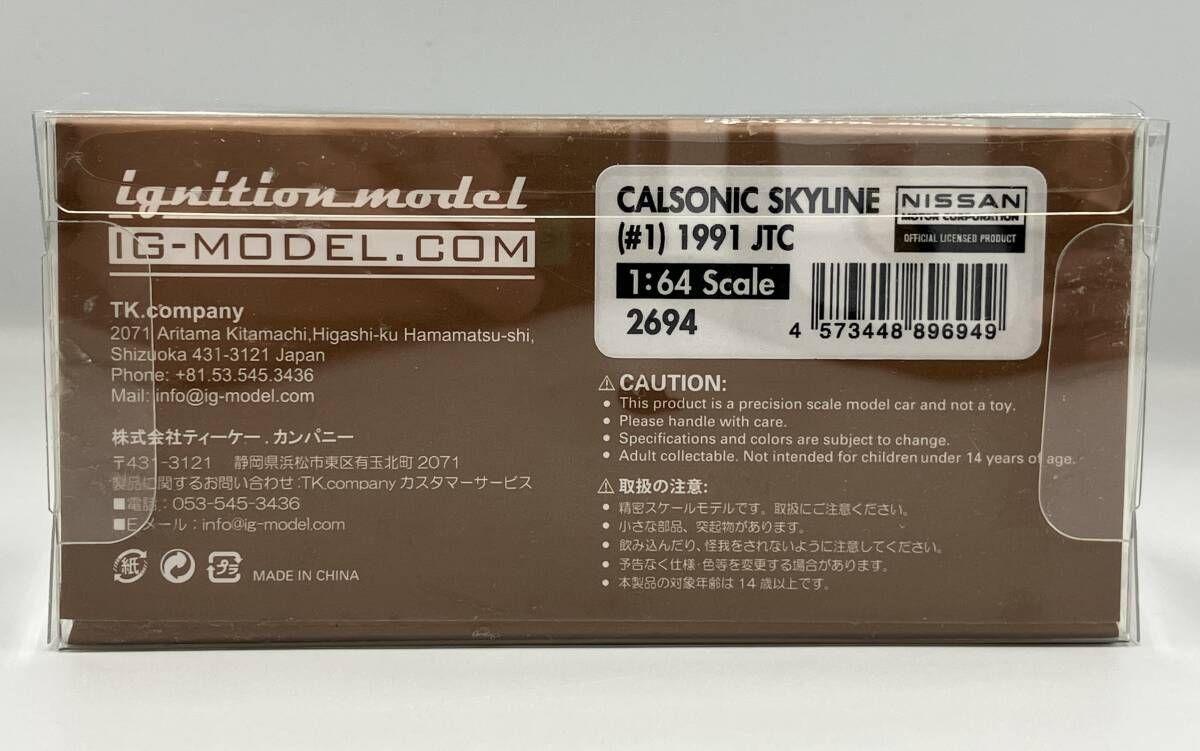 ignition model
IG-MODEL.COM
TK.company
2071 Aritama Kitamachi,Higashi-ku Hamamatsu-shi,
Shizuoka 431-3121 Japan
Phone: +81.53.545.3436
Mail: info@ig-model.com
株式会社ティーケー . カンパニー
〒431-3121 静岡県浜松市東区有玉北町 2071
製品に関するお問い合わせ : TK.company カスタマーサービス
■電話 : 053-545-3436
■Eメール : info@ig-model.com
紙
プラ
MADE IN CHINA
CALSONIC SKYLINE
(#1) 1991 JTC
1:64 Scale
2694
NISSAN
MOTOR CORPORATION
OFFICIAL LICENSED PRODUCT
4 573448 896949
⚠ CAUTION:
• This product is a precision scale model car and not a toy.
• Please handle with care.
• Specifications and colors are subject to change.
• Adult collectable. Not intended for children under 14 years of age.
⚠ 取扱の注意:
• 精密スケールモデルです。取扱にご注意ください。
• 小さな部品、突起物があります。
• 飲み込んだり、怪我をされないように注意してください。
• 予告なく仕様・色等を変更する場合があります。
• 本製品の対象年齢は 14 歳以上です。